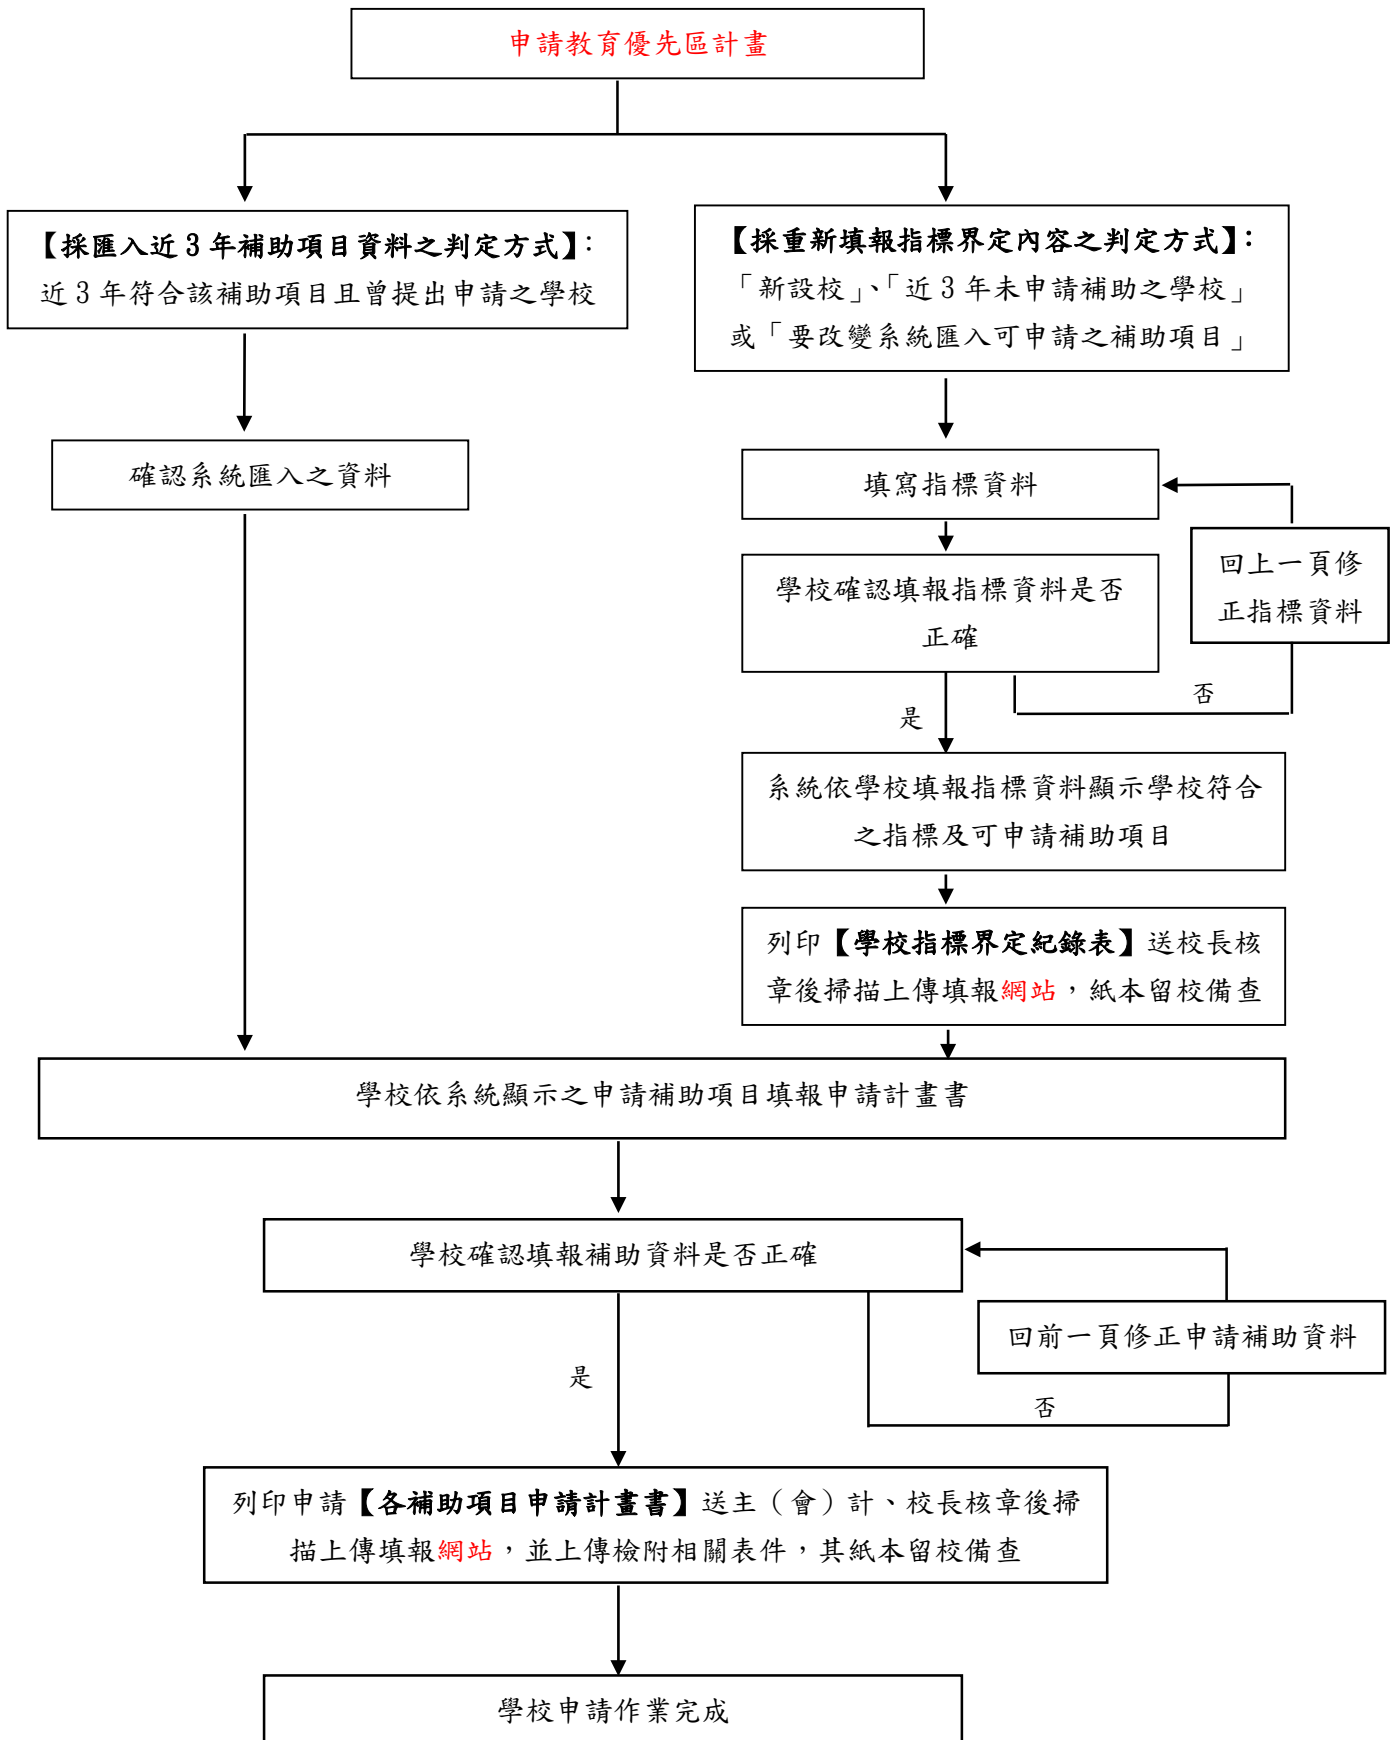 申請教育優先區計畫
【採匯入近3年補助項目資料之判定方式】：
近3年符合該補助項目且曾提出申請之學校
【採重新填報指標界定內容之判定方式】：
「新設校」、「近3年未申請補助之學校」
或「要改變系統匯入可申請之補助項目」
確認系統匯入之資料
填寫指標資料
回上一頁修
正指標資料
學校確認填報指標資料是否
正確
否
是
系統依學校填報指標資料顯示學校符合
之指標及可申請補助項目
列印【學校指標界定紀錄表】送校長核
章後掃描上傳填報網站，紙本留校備查
學校依系統顯示之申請補助項目填報申請計畫書
學校確認填報補助資料是否正確
回前一頁修正申請補助資料
是
否
列印申請【各補助項目申請計畫書】送主（會）計、校長核章後掃
描上傳填報網站，並上傳檢附相關表件，其紙本留校備查
學校申請作業完成